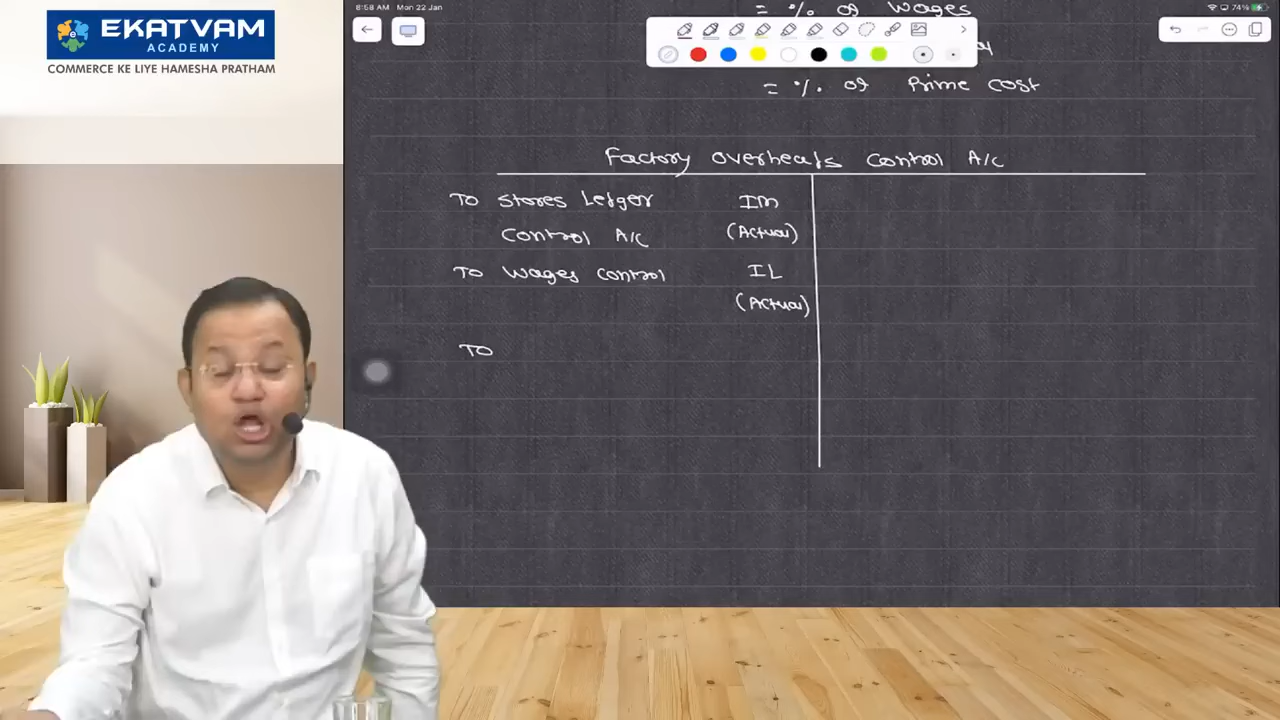 8:58 AM Mon 22 Jan
74%
EKATVAM
ACADEMY
COMMERCE KE LIYE HAMESHA PRATHAM
= % of wages
= % of Prime cost
Factory overheads control A/c
To Stores Ledger IM
control A/c (Actual)
To wages control IL
(Actual)
To